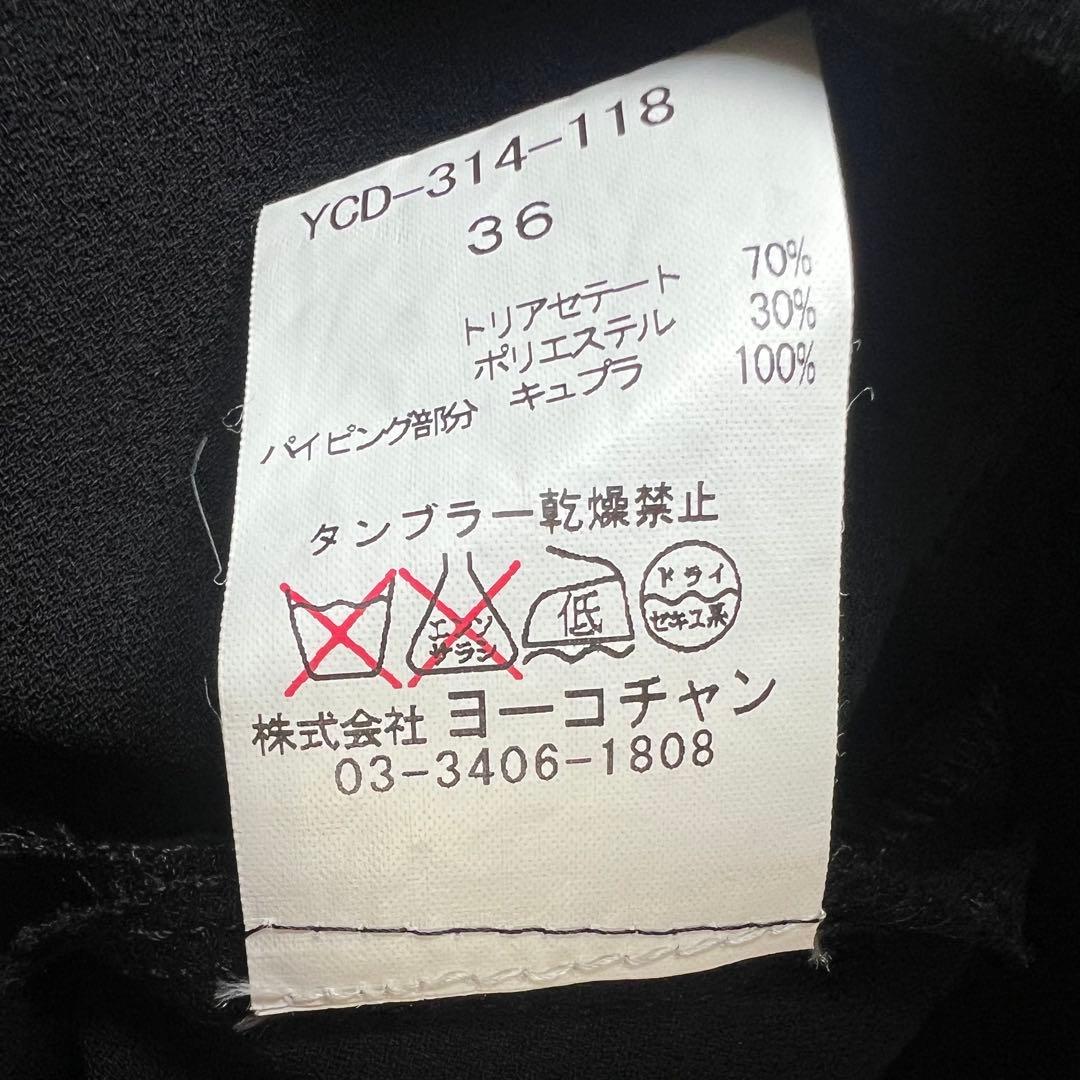 YCD-314-118
36
トリアセテート 70%
ポリエステル 30%
パイピング部分 キュプラ 100%
タンブラー乾燥禁止
エンソ
サラシ
低
ドライ
セキユ系
株式会社 ヨーコチャン
03-3406-1808